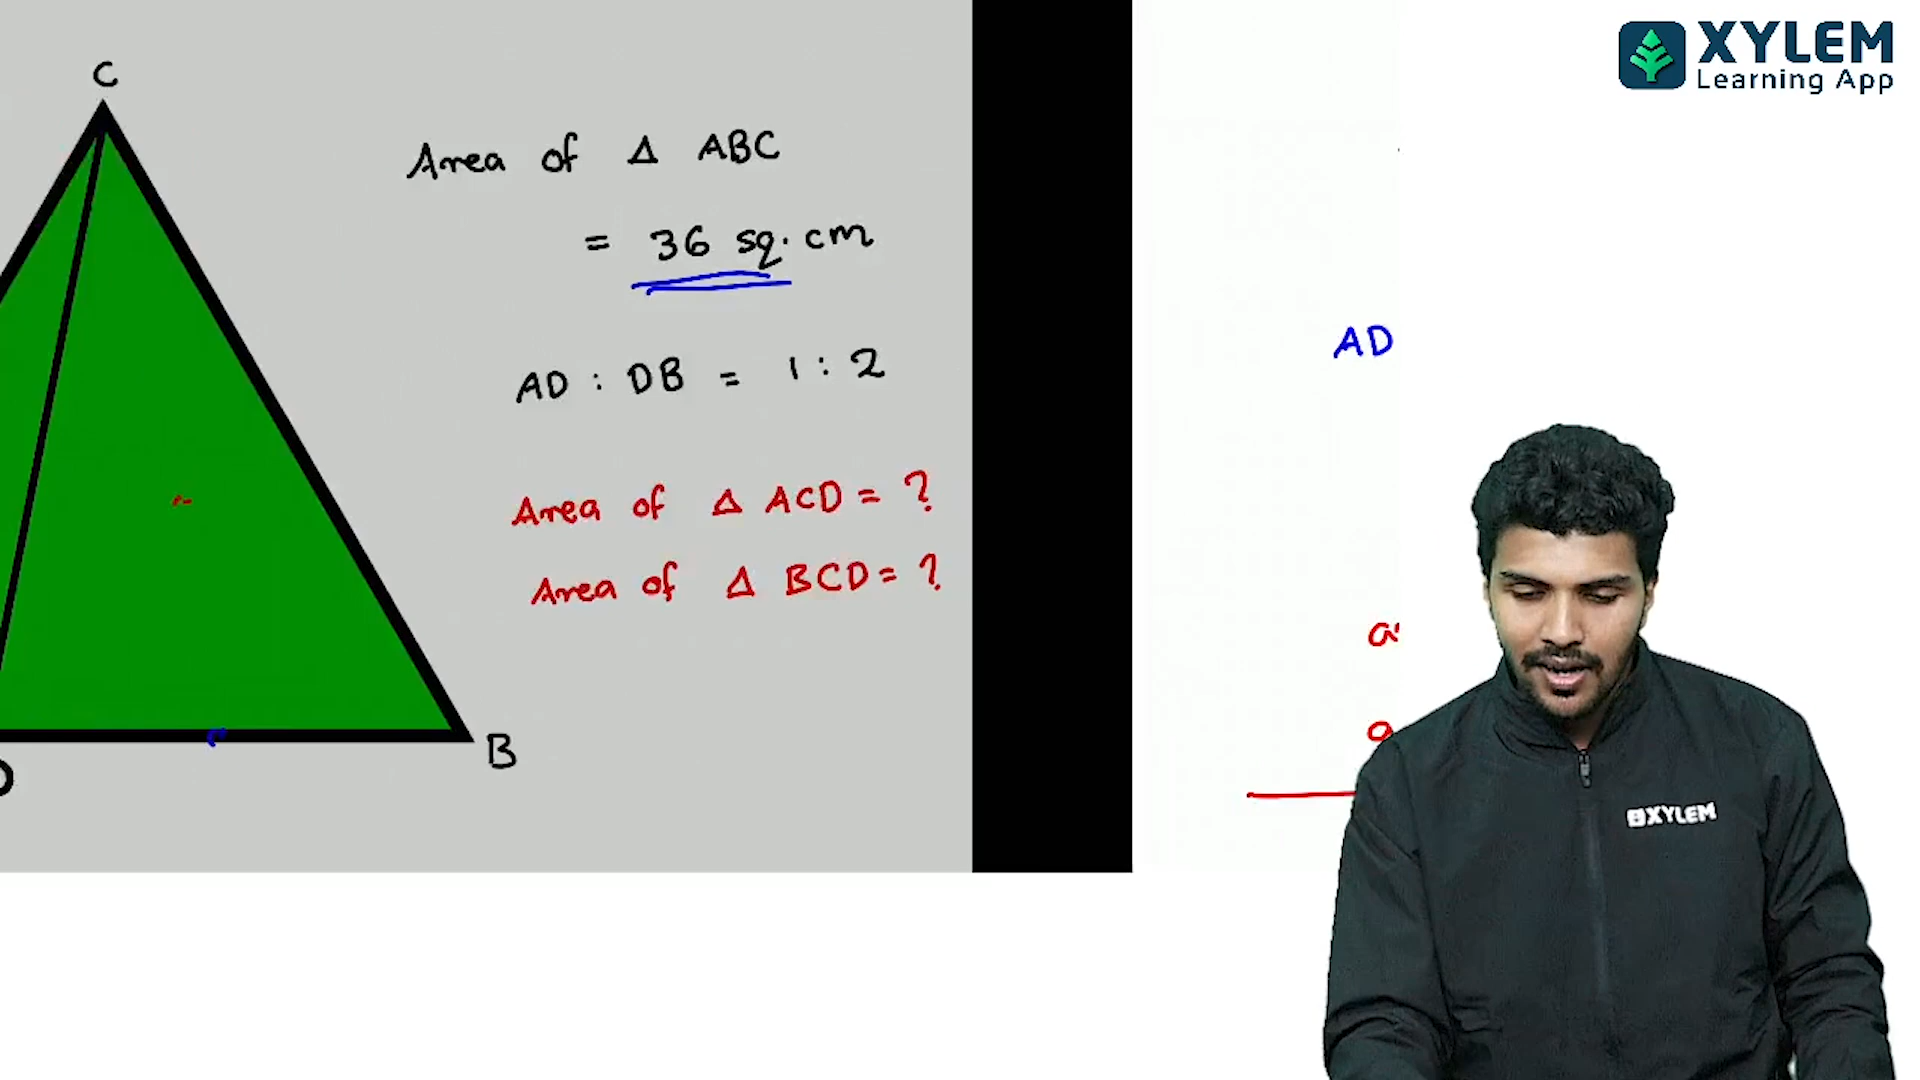 XYLEM
Learning App
C
Area of Δ ABC
= 36 sq. cm
AD : DB = 1 : 2
Area of Δ ACD = ?
Area of Δ BCD = ?
B
D
AD
a
a
XYLEM